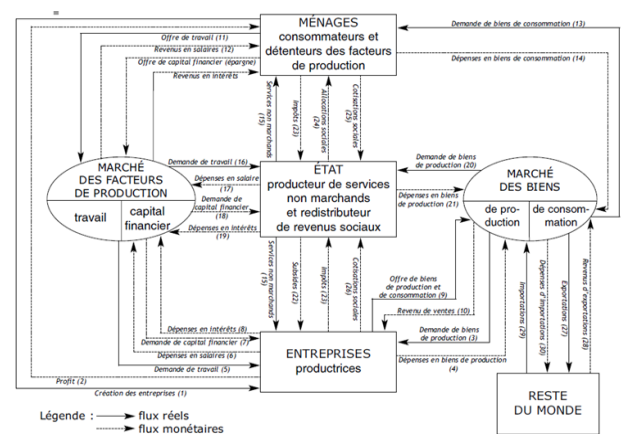 =
MÉNAGES
consommateurs et
détenteurs des facteurs
de production
Demande de biens de consommation (13)
Offre de travail (11)
Revenus en salaires (12)
Offre de capital financier (épargne)
Revenus en intérêts
Dépenses en biens de consommation (14)
Services non marchands
(15)
Impôts (23)
Allocations sociales
(24)
Cotisations sociales
(25)
MARCHÉ
DES FACTEURS
DE PRODUCTION
travail
capital
financier
Demande de travail (16)
Dépenses en salaire
(17)
Demande de
capital financier
(18)
Dépenses en intérêts
(19)
ÉTAT
producteur de services
non marchands
et redistributeur
de revenus sociaux
Demande de biens
de production (20)
Dépenses en biens
de production (21)
MARCHÉ
DES BIENS
de pro-
duction
de consom-
mation
Services non marchands
(15)
Subsides (22)
Impôts (23)
Cotisations sociales
(26)
Offre de biens de
production et
de consommation (9)
Revenu de ventes (10)
Demande de biens
de production (3)
Dépenses en biens de production
(4)
Importations (29)
Dépenses d'importations (30)
Exportations (27)
Revenus d'exportations (28)
Dépenses en intérêts (8)
Demande de capital financier (7)
Dépenses en salaires (6)
Demande de travail (5)
Profit (2)
Création des entreprises (1)
ENTREPRISES
productrices
RESTE
DU MONDE
Légende :
flux réels
flux monétaires